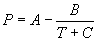 P = A − B / (T + C)